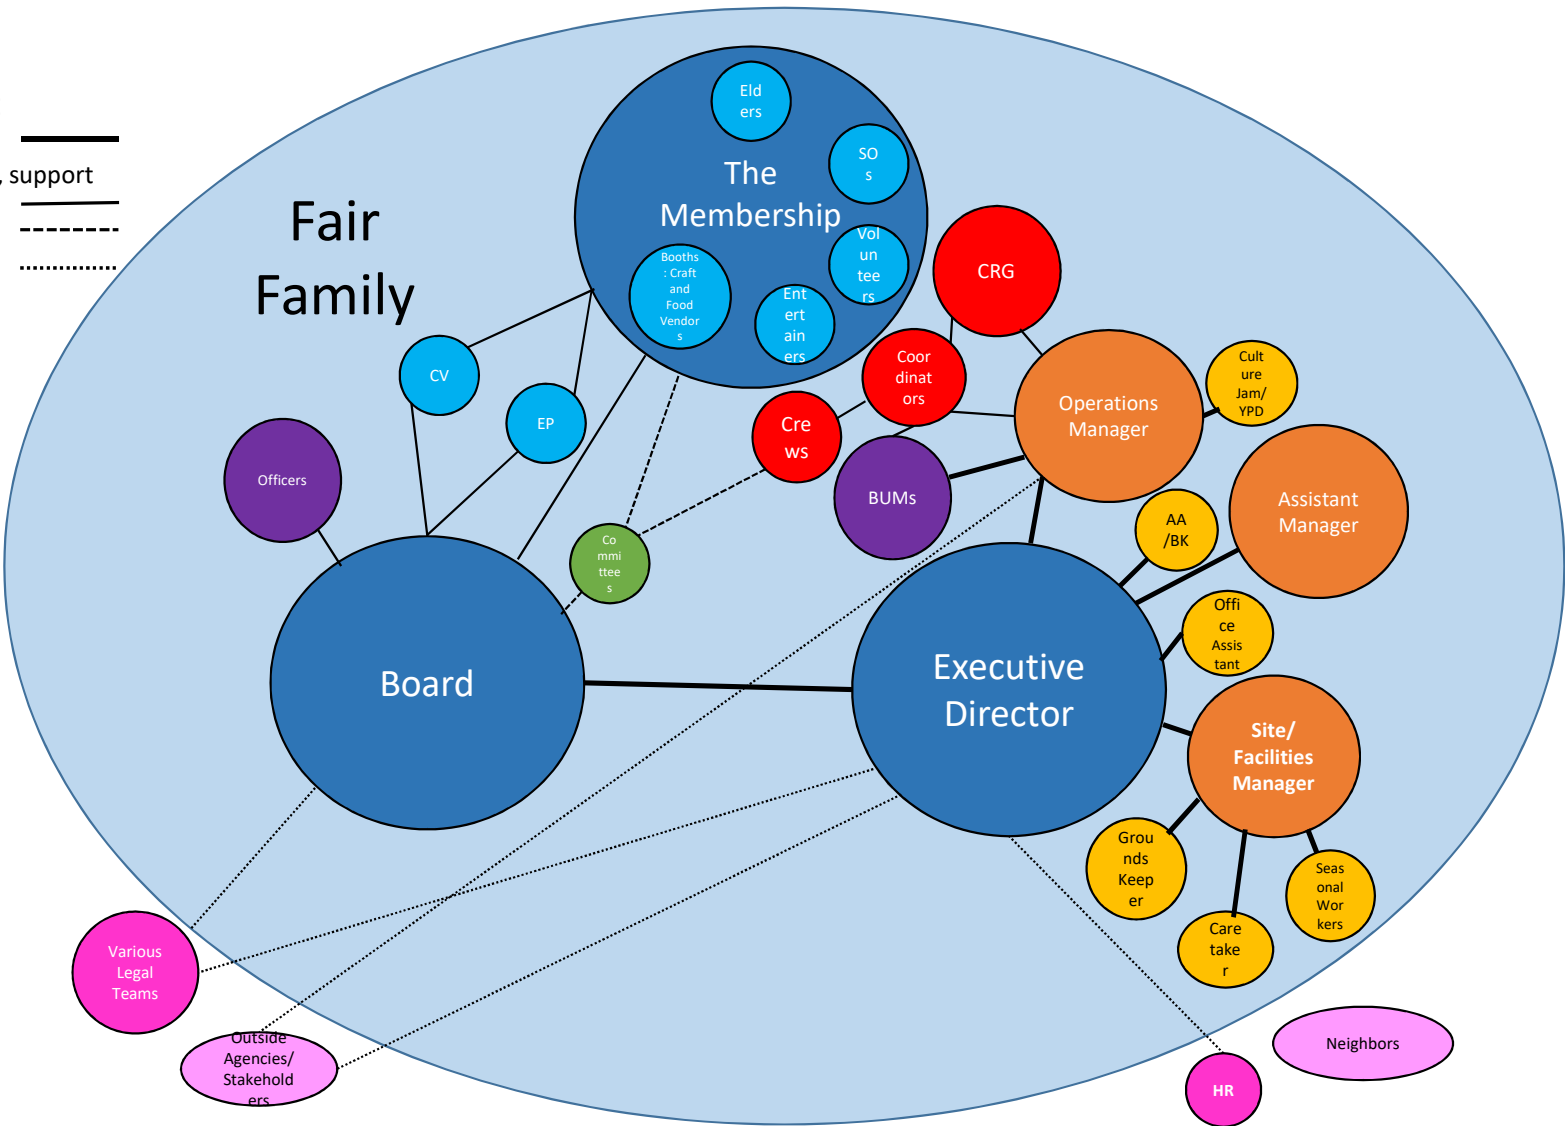 , support
Fair
Family
Eld
ers
The
Membership
SO
s
Vol
un
tee
rs
Booths
: Craft
and
Food
Vendor
s
Ent
ert
ain
ers
CRG
CV
EP
Officers
Coor
dinat
ors
Cre
ws
BUMs
Operations
Manager
Cult
ure
Jam/
YPD
Assistant
Manager
AA
/BK
Co
mmi
ttee
s
Offi
ce
Assis
tant
Board
Executive
Director
Site/
Facilities
Manager
Grou
nds
Keep
er
Seas
onal
Wor
kers
Care
take
r
Various
Legal
Teams
Outside
Agencies/
Stakehold
ers
Neighbors
HR